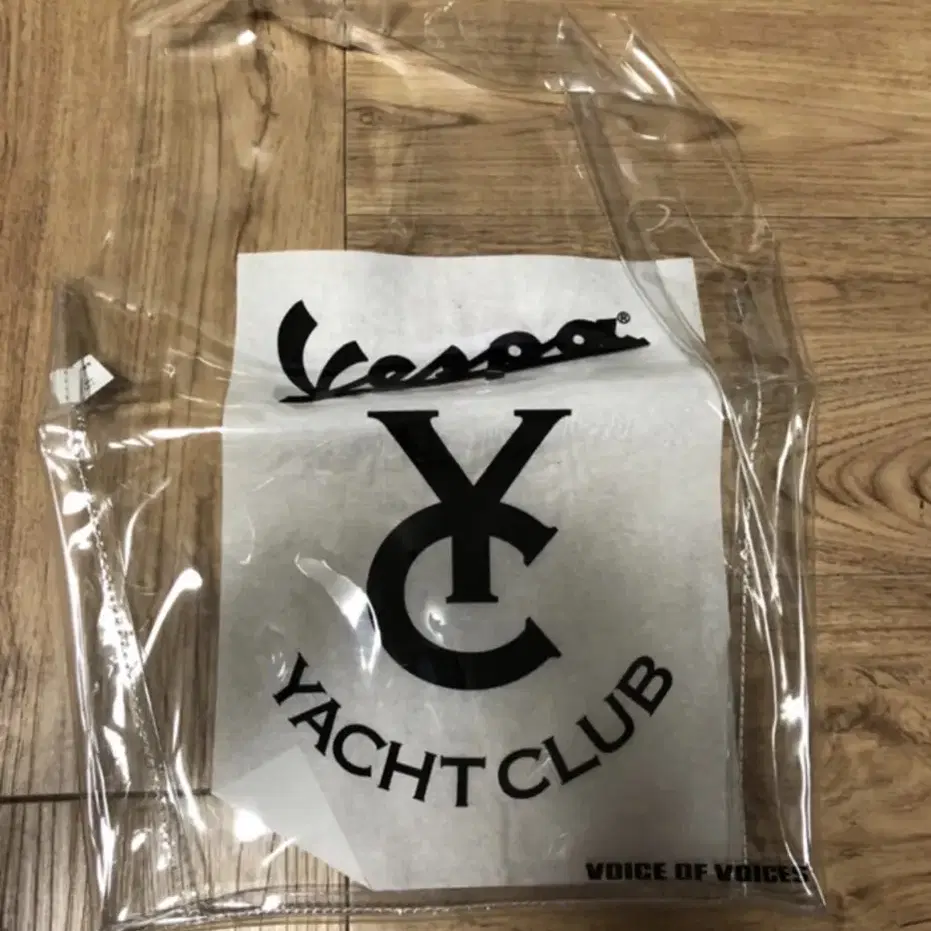 Vespa®
YC
YACHT CLUB
VOICE OF VOICES